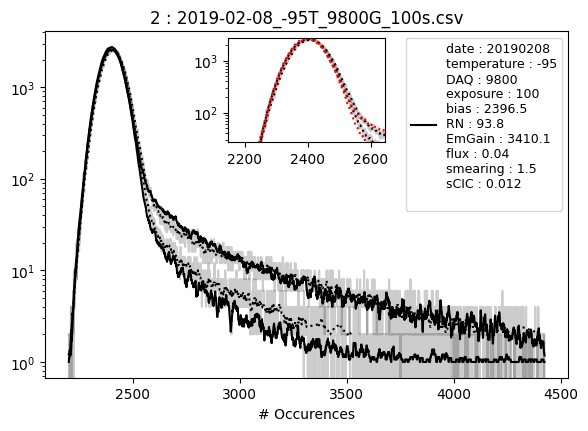 2 : 2019-02-08_-95T_9800G_100s.csv
date : 20190208
temperature : -95
DAQ : 9800
exposure : 100
bias : 2396.5
RN : 93.8
EmGain : 3410.1
flux : 0.04
smearing : 1.5
sCIC : 0.012
10³
10²
2200 2400 2600
10³
10²
10¹
10⁰
2500 3000 3500 4000 4500
# Occurences